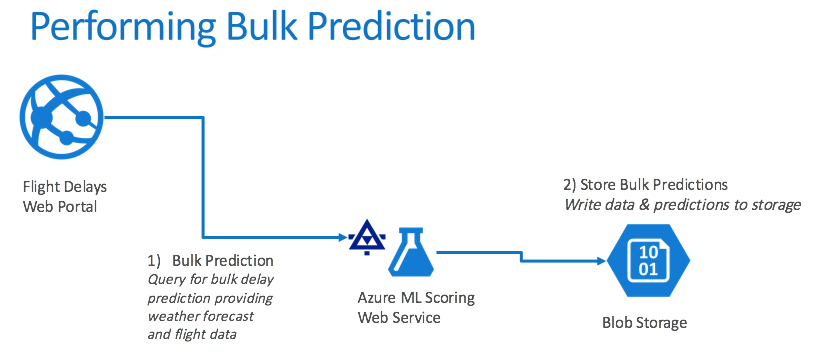 Performing Bulk Prediction
Flight Delays
Web Portal
1) Bulk Prediction
Query for bulk delay
prediction providing
weather forecast
and flight data
Azure ML Scoring
Web Service
2) Store Bulk Predictions
Write data & predictions to storage
10
01
Blob Storage